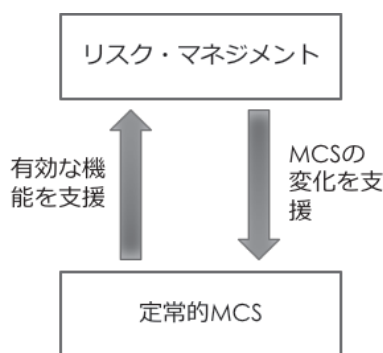 リスク・マネジメント
有効な機
能を支援
MCSの
変化を支
援
定常的MCS